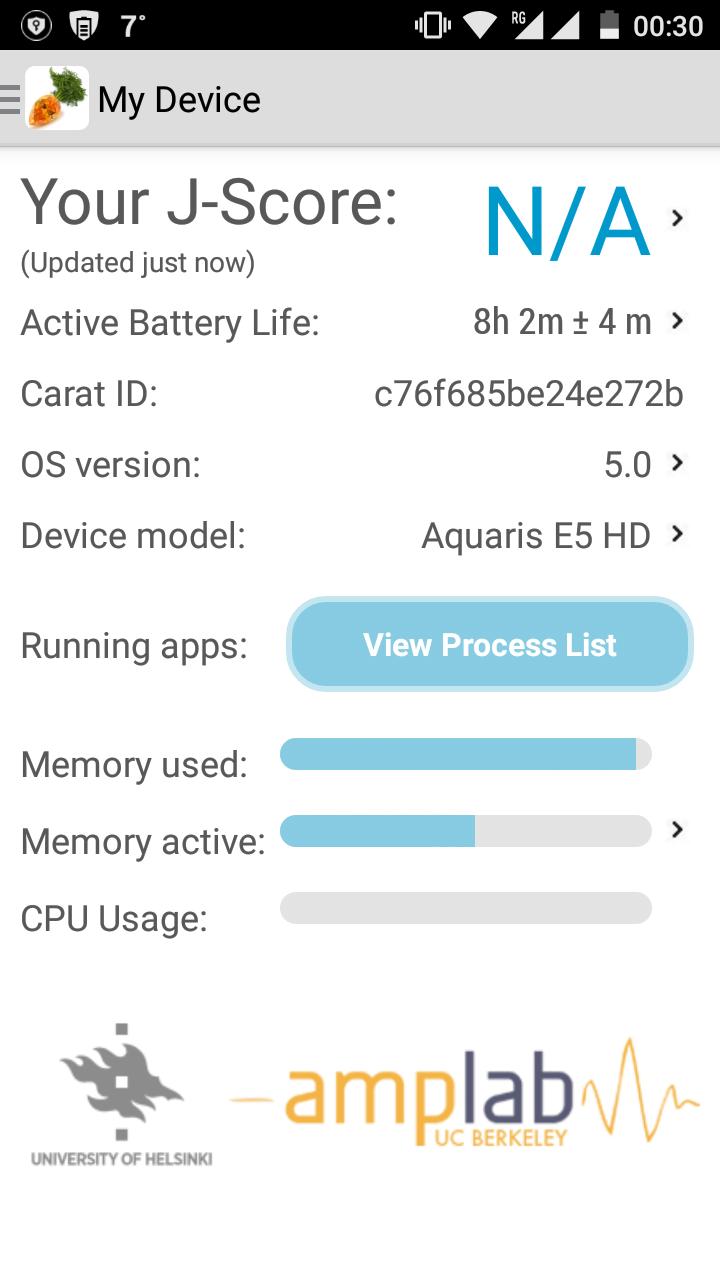 7° RG 00:30
My Device
Your J-Score: N/A
(Updated just now)
Active Battery Life: 8h 2m ± 4 m
Carat ID: c76f685be24e272b
OS version: 5.0
Device model: Aquaris E5 HD
Running apps: View Process List
Memory used:
Memory active:
CPU Usage:
amplab
UC BERKELEY
UNIVERSITY OF HELSINKI